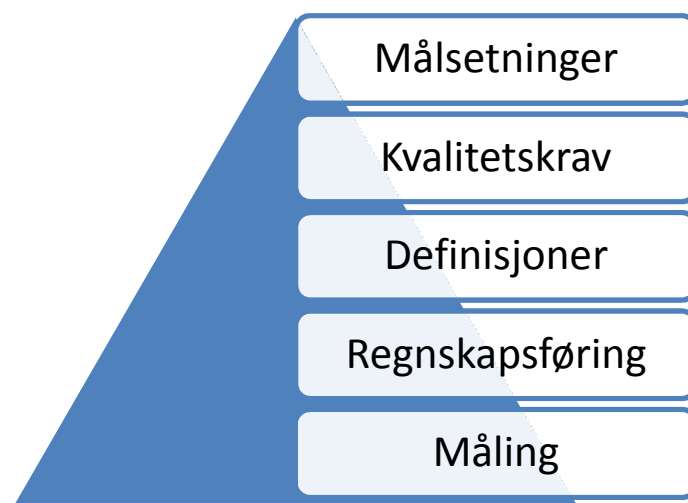 Målsetninger
Kvalitetskrav
Definisjoner
Regnskapsføring
Måling